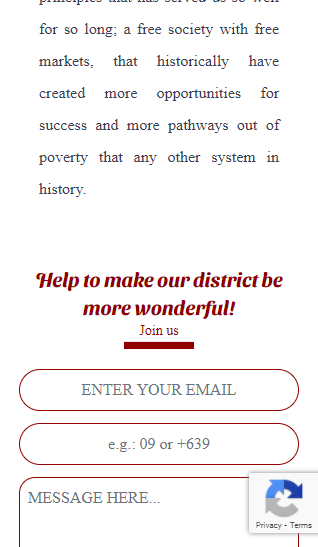 principles that has served us so well
for so long; a free society with free
markets, that historically have
created more opportunities for
success and more pathways out of
poverty that any other system in
history.
Help to make our district be
more wonderful!
Join us
ENTER YOUR EMAIL
e.g.: 09 or +639
MESSAGE HERE...
Privacy - Terms